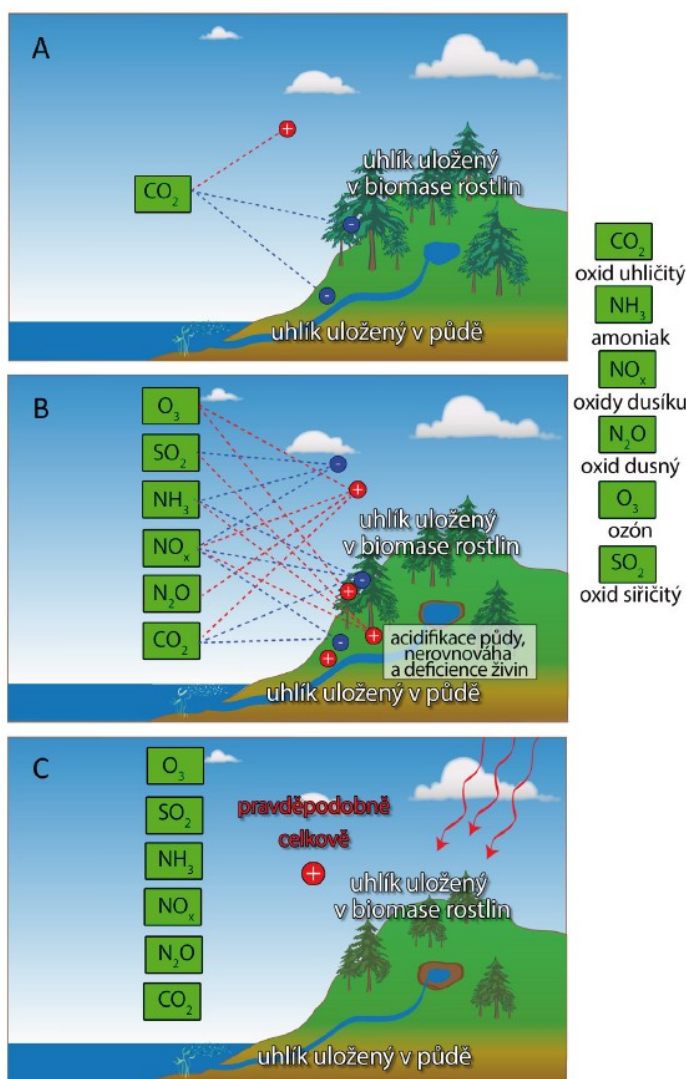 A
+
uhlík uložený
v biomase rostlin
CO₂
-
-
uhlík uložený v půdě
B
O₃
SO₂
NH₃
NOₓ
N₂O
CO₂
-
+
uhlík uložený
v biomase rostlin
-
+
-
+
+
acidifikace půdy,
nerovnováha
a deficience živin
uhlík uložený v půdě
C
O₃
SO₂
NH₃
NOₓ
N₂O
CO₂
pravděpodobně
celkově
+
uhlík uložený
v biomase rostlin
uhlík uložený v půdě
CO₂
oxid uhličitý
NH₃
amoniak
NOₓ
oxidy dusíku
N₂O
oxid dusný
O₃
ozón
SO₂
oxid siřičitý